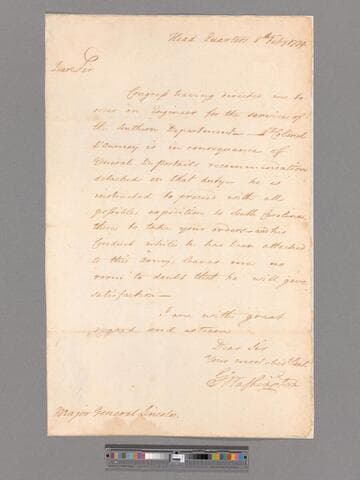 Head Quarters 8th Feby 1779.
Dear Sir
Congress having directed me to
an Engineer for the services of
the Southern Department — Lt. Colonel
is in consequence of
General Duportails recommendation
detached on that duty — he is
instructed to proceed with all
possible expedition to South Carolina,
there to take your orders — and his
Conduct while he has been attached
to this army, leaves me no
room to doubt that he will give
satisfaction —
I am with great
regard and esteem
Dear Sir
Your most obed. Servt.
G Washington
Major General Lincoln.